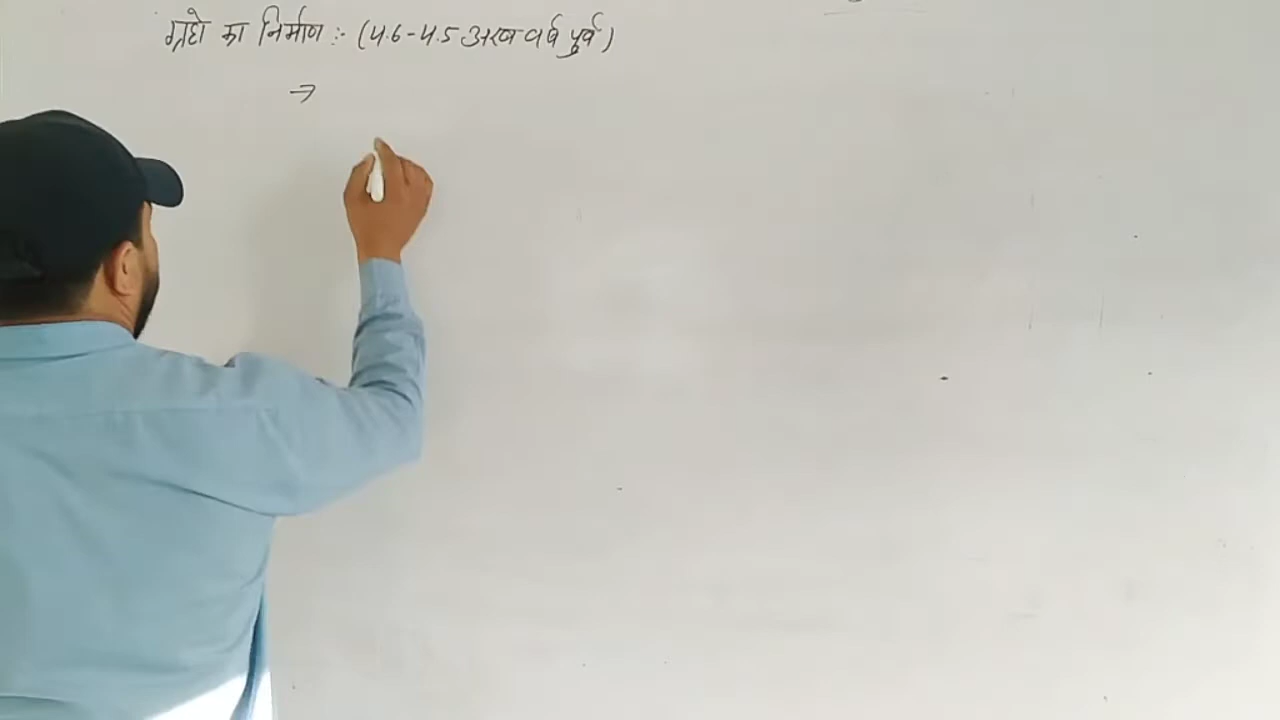 ग्रहो का निर्माण :- (4.6-4.5 अरब वर्ष पुर्व)
→